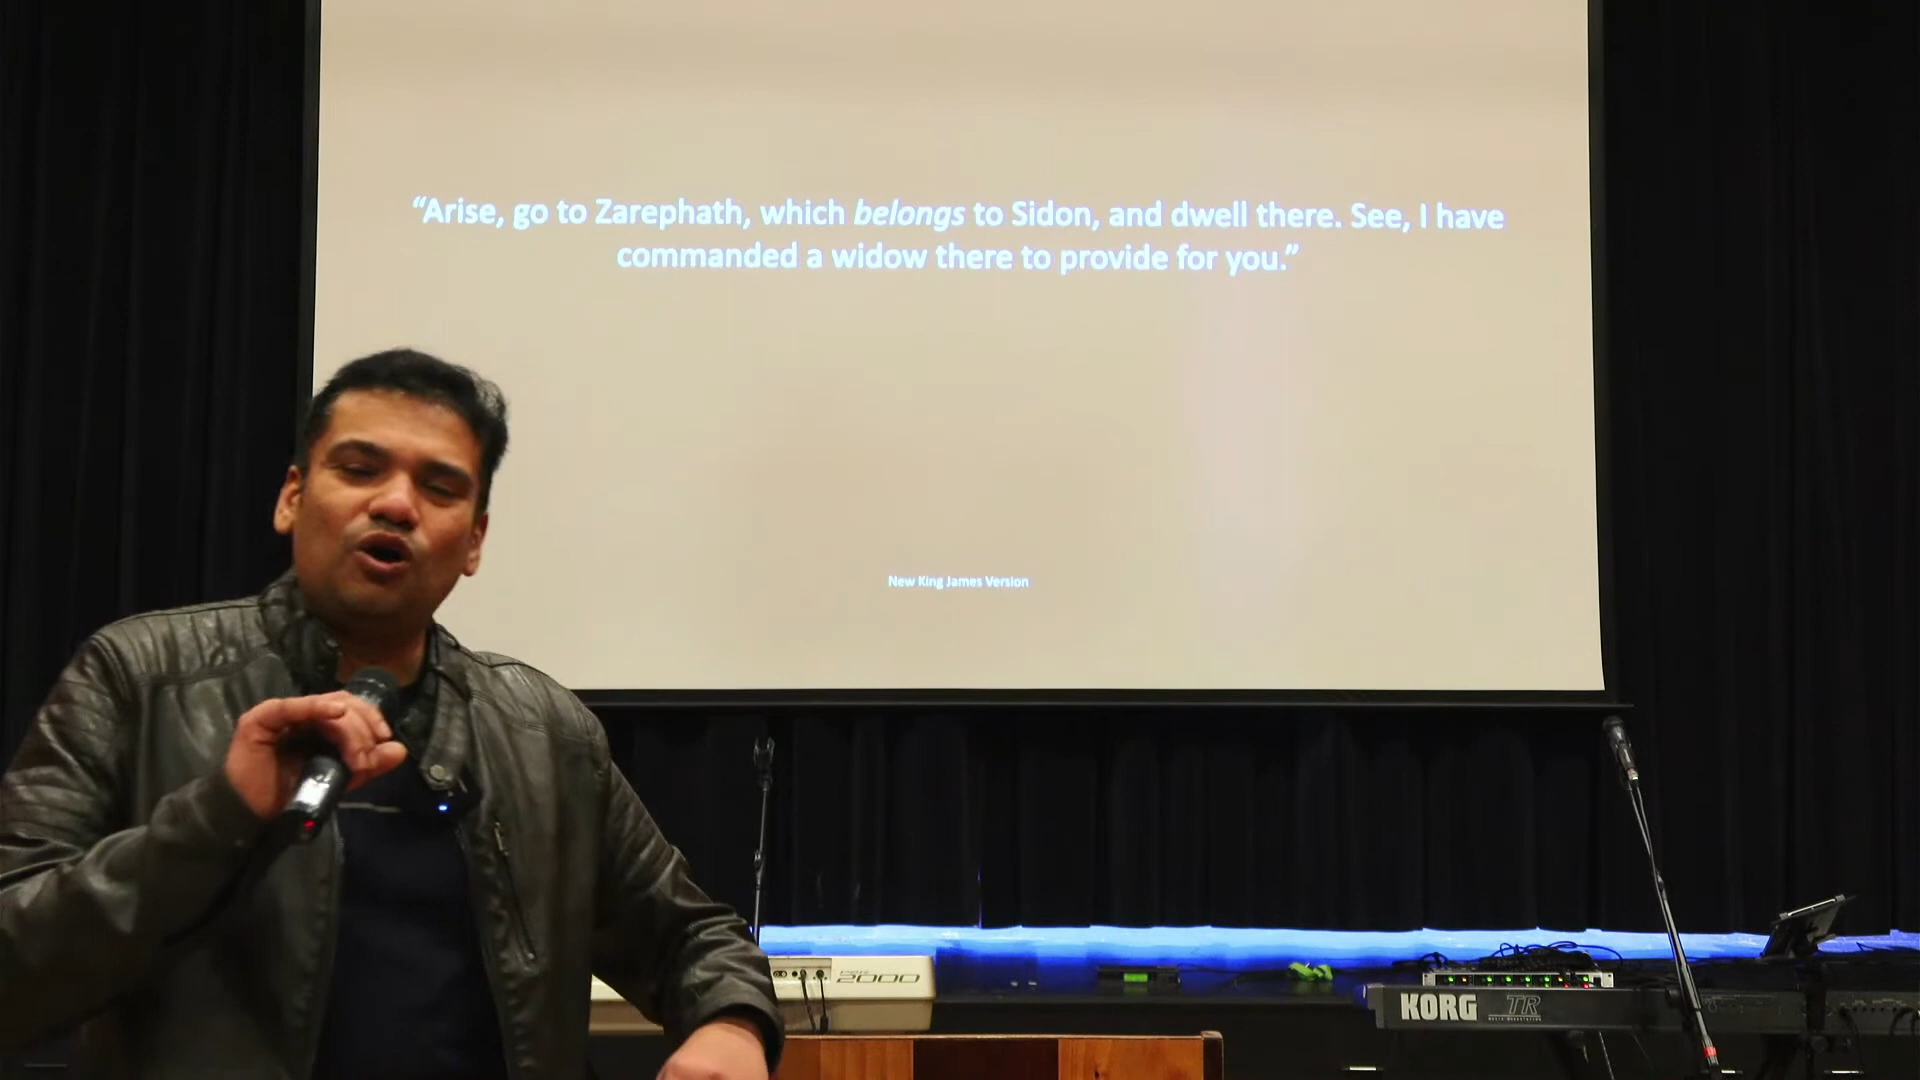 “Arise, go to Zarephath, which belongs to Sidon, and dwell there. See, I have
commanded a widow there to provide for you.”
New King James Version
2000
KORG TR